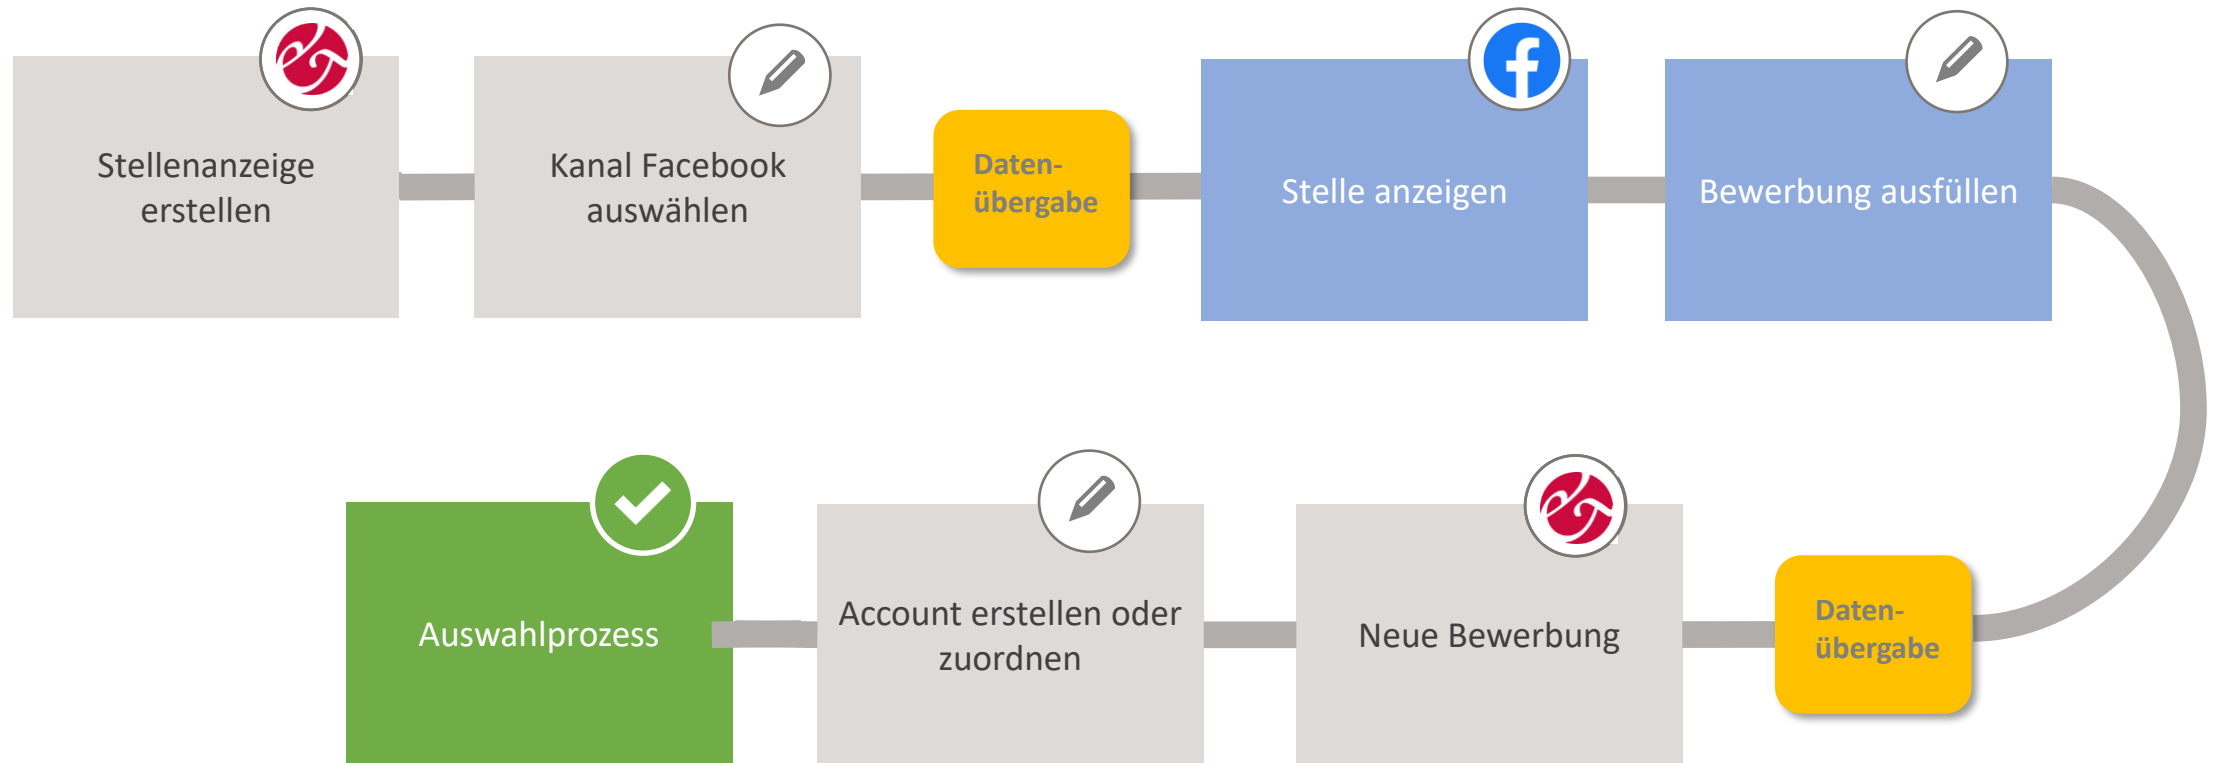 Stellenanzeige
erstellen
Kanal Facebook
auswählen
Daten-
übergabe
Stelle anzeigen
Bewerbung ausfüllen
Auswahlprozess
Account erstellen oder
zuordnen
Neue Bewerbung
Daten-
übergabe